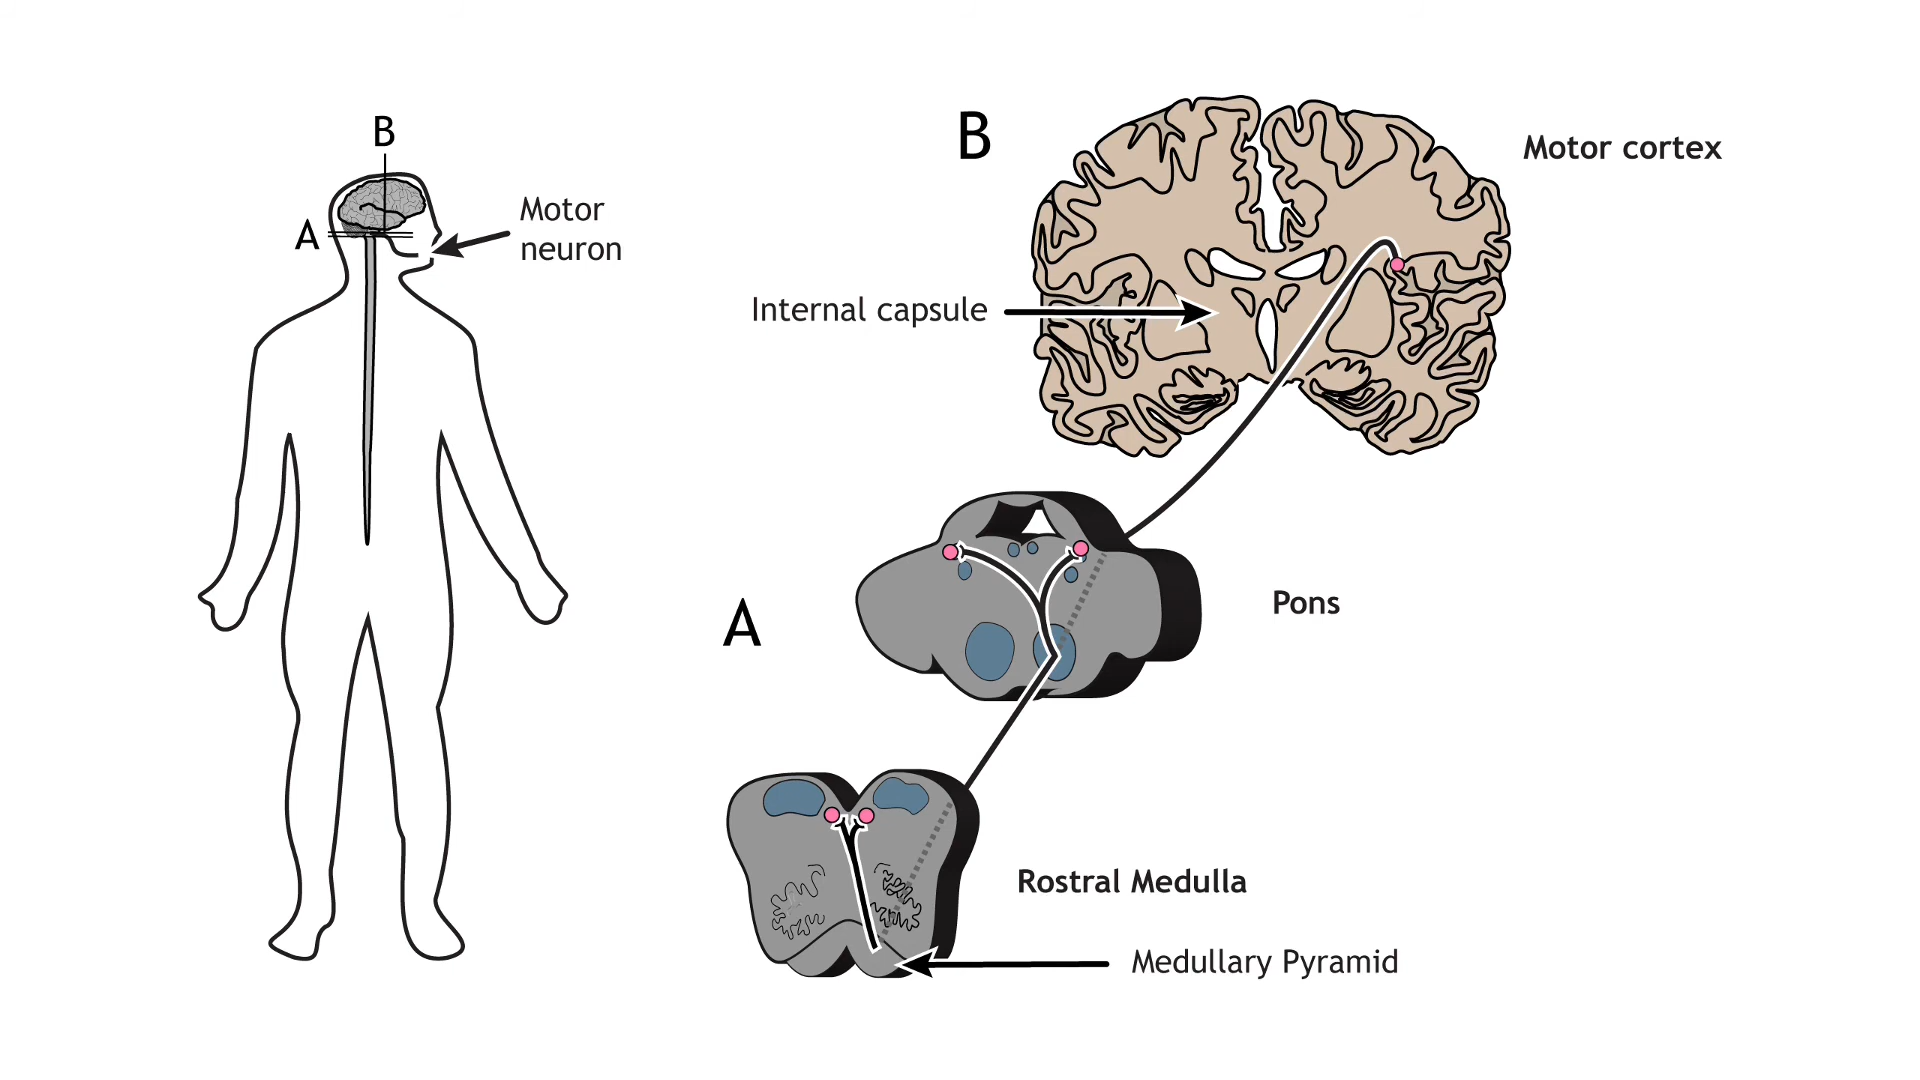 B
A
Motor
neuron
B
Motor cortex
Internal capsule
A
Pons
Rostral Medulla
Medullary Pyramid